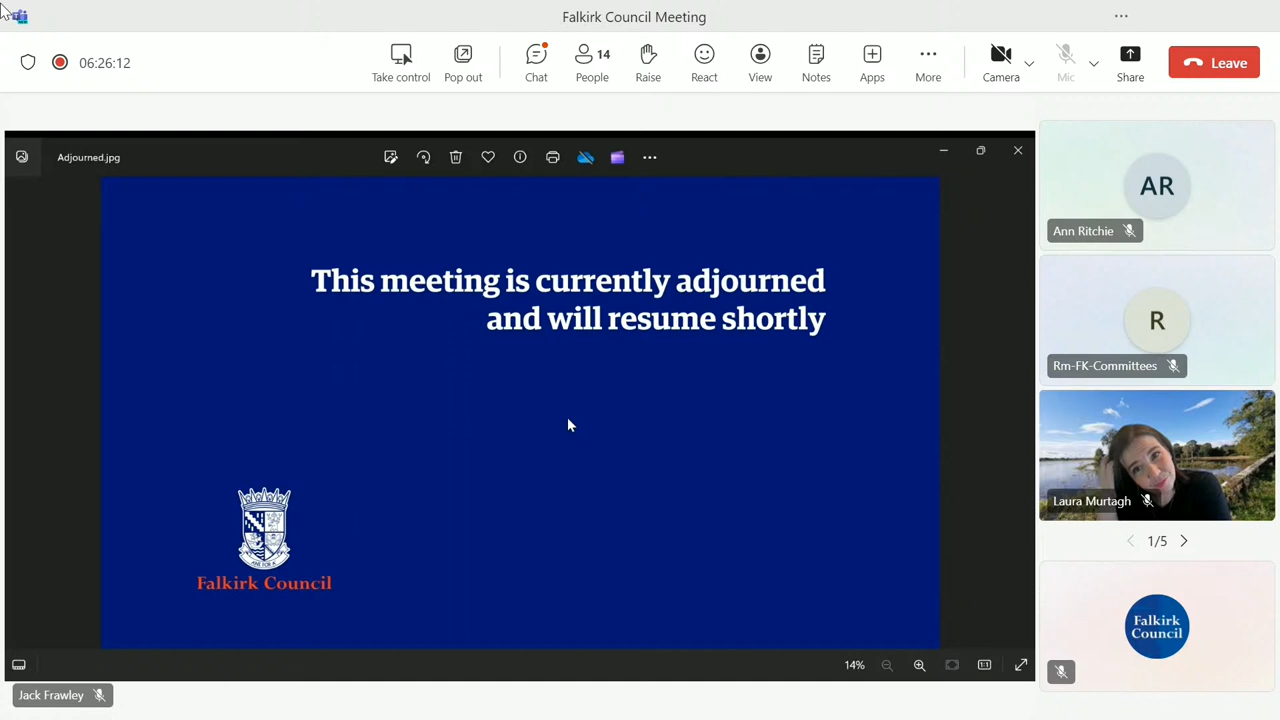 Falkirk Council Meeting
06:26:12
Take control
Pop out
Chat
14
People
Raise
React
View
Notes
Apps
More
Camera
Mic
Share
Leave
Adjourned.jpg
This meeting is currently adjourned
and will resume shortly
Falkirk Council
14%
1:1
Jack Frawley
AR
Ann Ritchie
R
Rm-FK-Committees
Laura Murtagh
1/5
Falkirk
Council